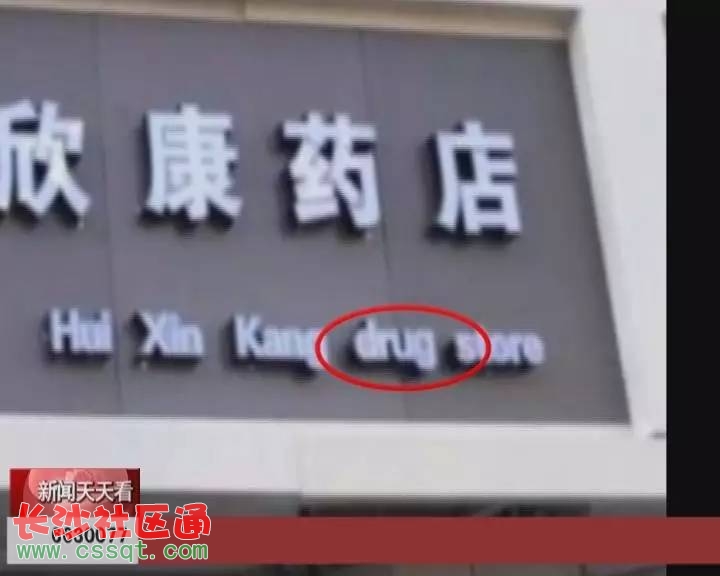 欣康药店
Hui Xin Kang drug store
新闻天天看
长沙社区通
0630077
www.cssqt.com